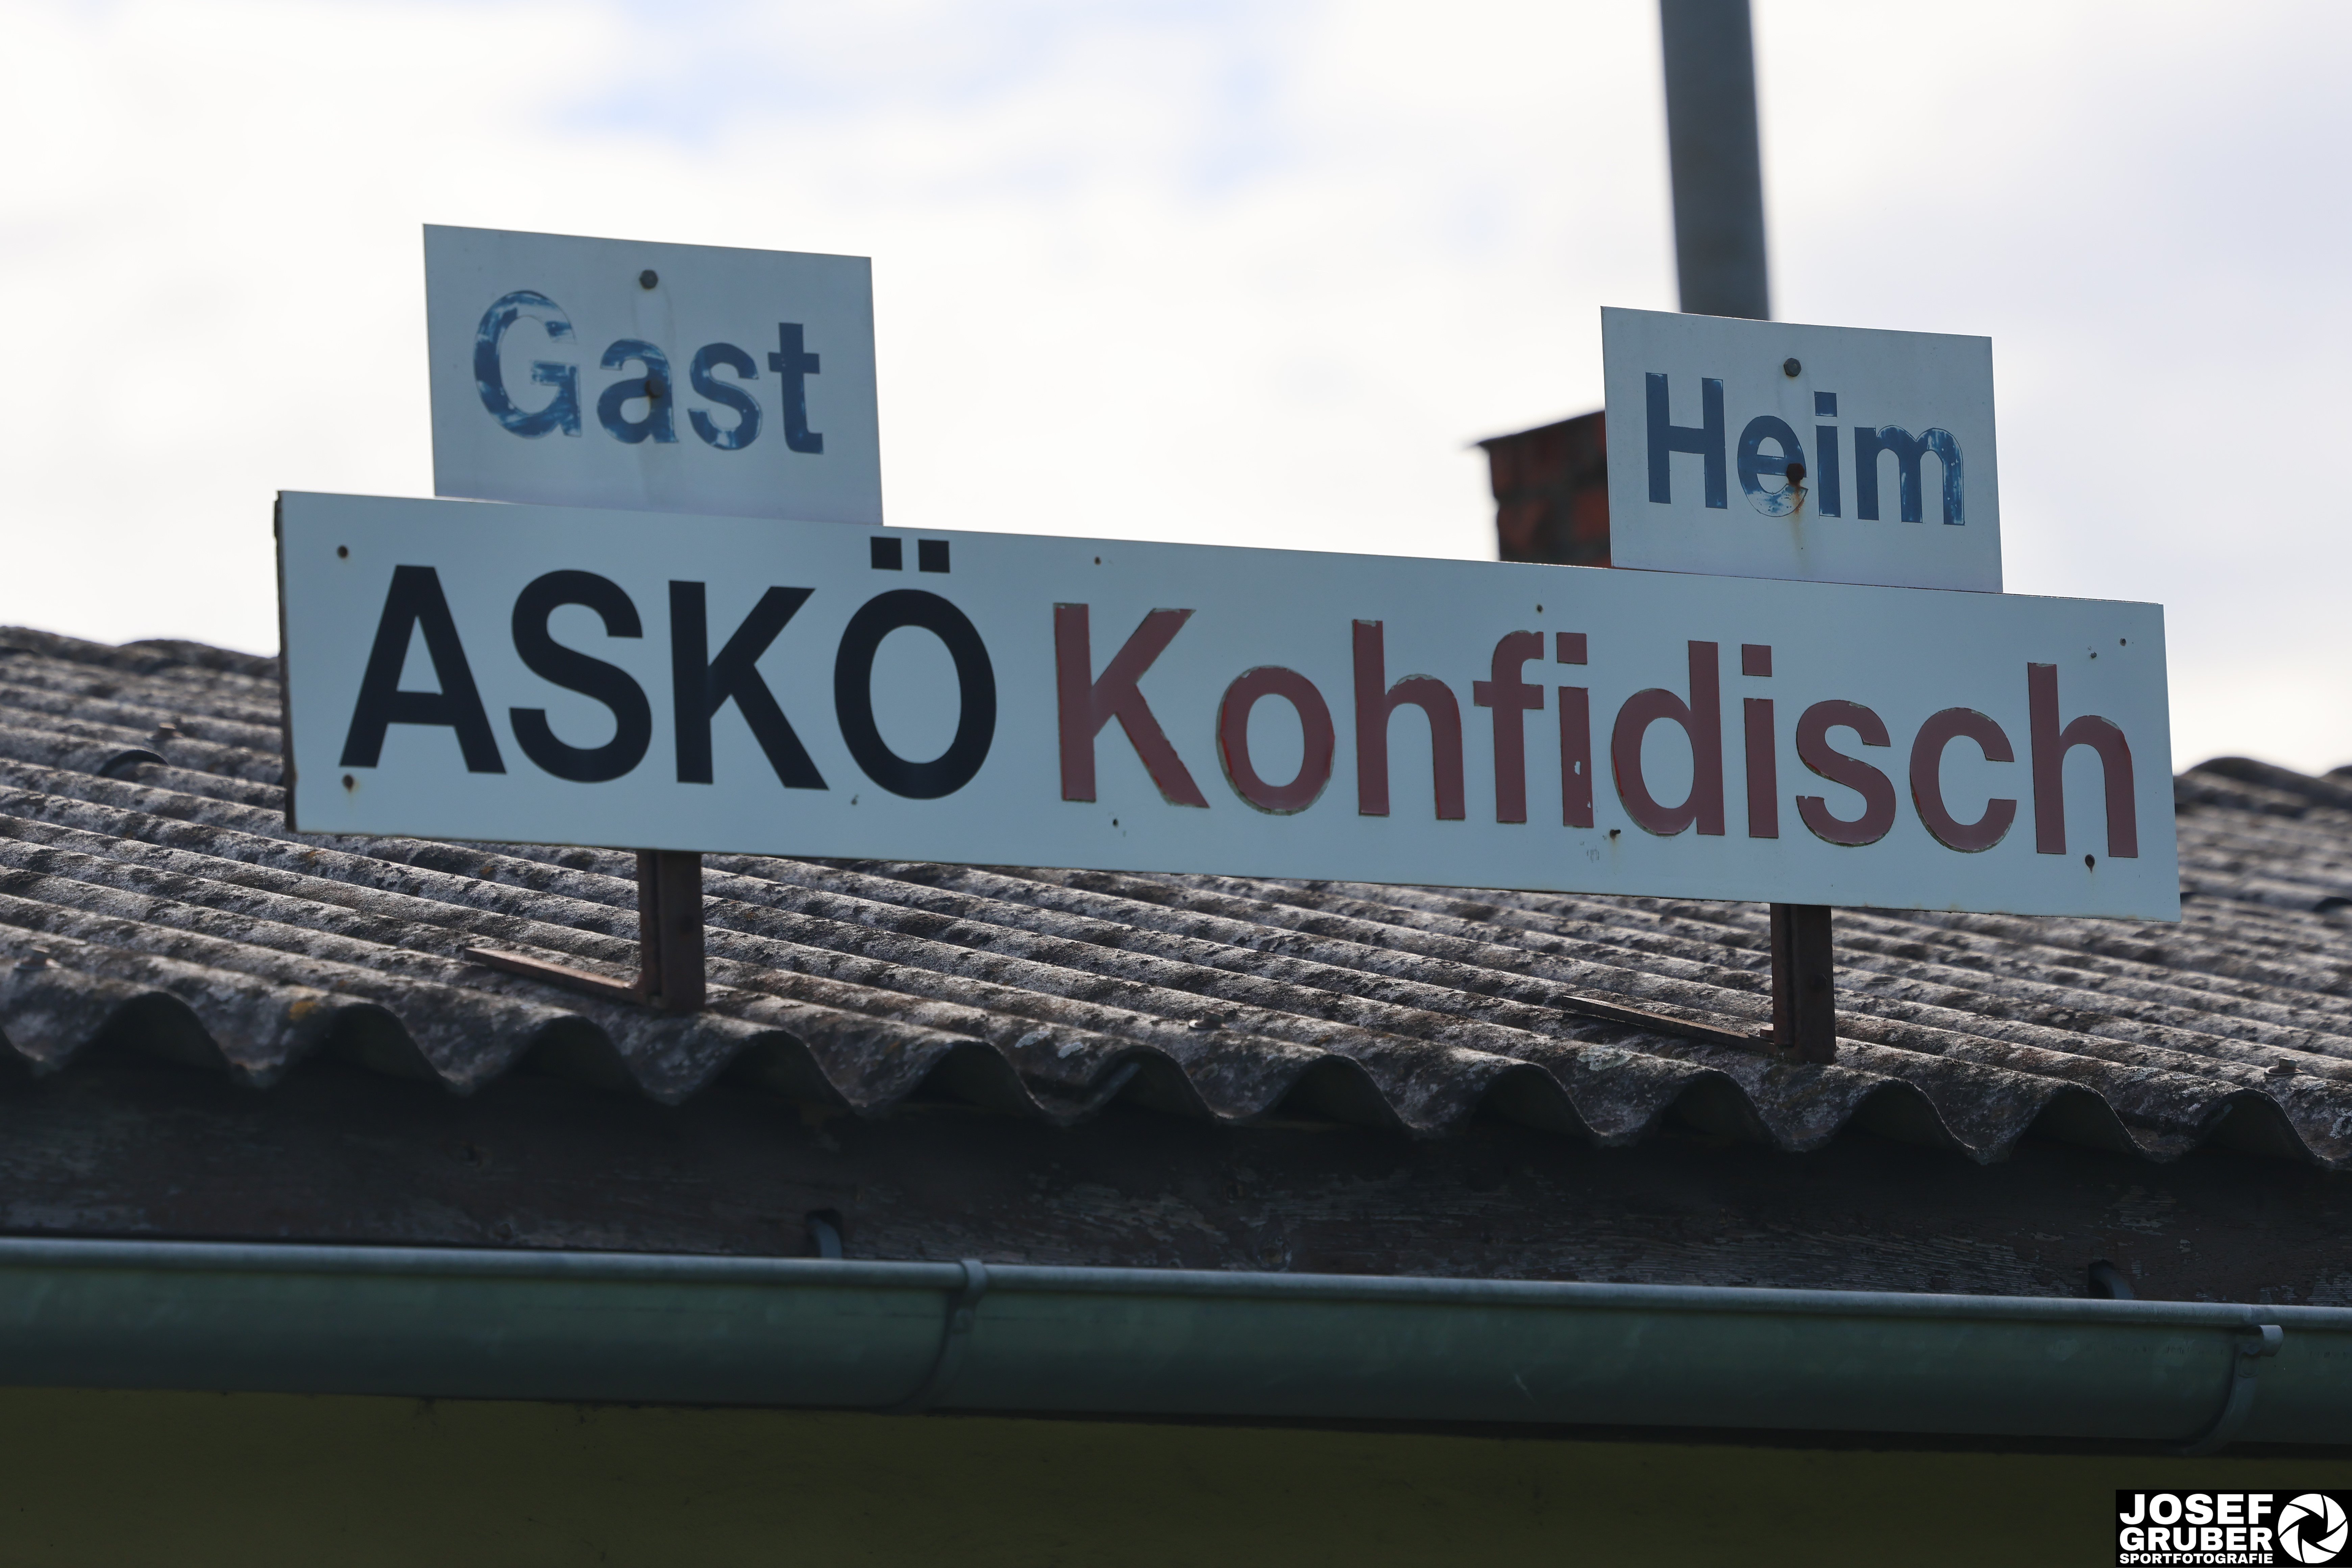 Gast
Heim
ASKÖ Kohfidisch
JOSEF
GRUBER
SPORTFOTOGRAFIE